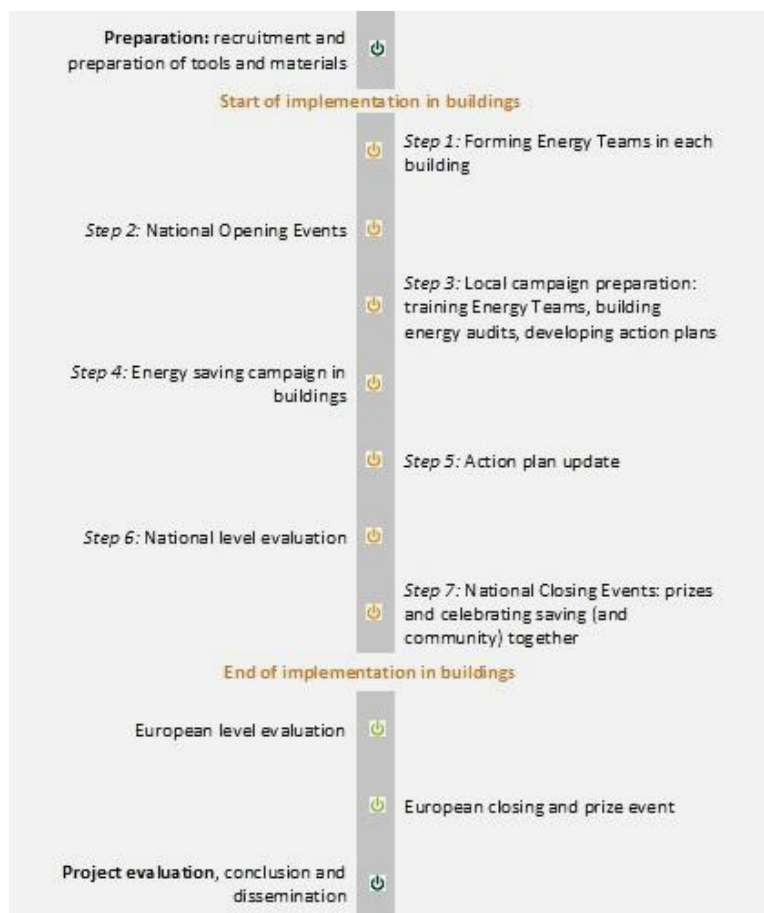 Preparation: recruitment and
preparation of tools and materials
Start of implementation in buildings
Step 1: Forming Energy Teams in each
building
Step 2: National Opening Events
Step 3: Local campaign preparation:
training Energy Teams, building
energy audits, developing action plans
Step 4: Energy saving campaign in
buildings
Step 5: Action plan update
Step 6: National level evaluation
Step 7: National Closing Events: prizes
and celebrating saving (and
community) together
End of implementation in buildings
European level evaluation
European closing and prize event
Project evaluation, conclusion and
dissemination